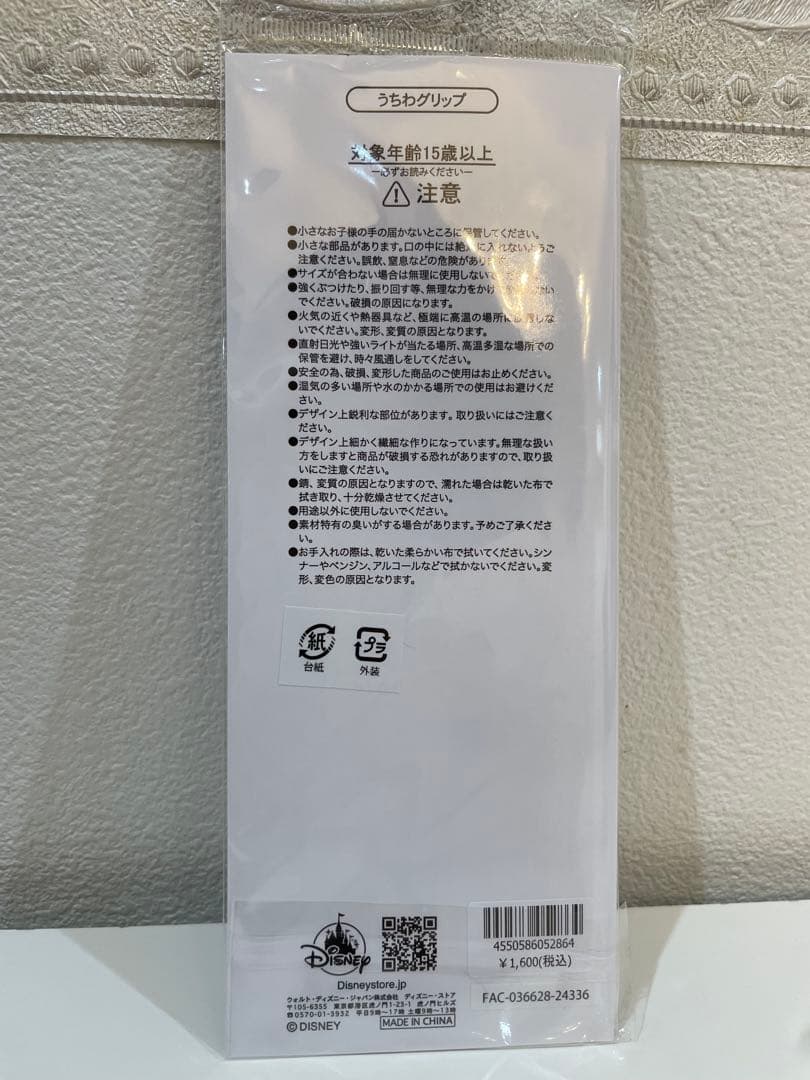 うちわグリップ
対象年齢15歳以上
ー必ずお読みくださいー
注意
●小さなお子様の手の届かないところに保管してください。
●小さな部品があります。口の中には絶対に入れないようご
注意ください。誤飲、窒息などの危険があります。
●サイズが合わない場合は無理に使用しないでください。
●強くぶつけたり、振り回す等、無理な力をかけ
でください。破損の原因になります。
●火気の近くや熱器具など、極端に高温の場所に
いでください。変形、変質の原因となります。
●直射日光や強いライトが当たる場所、高温多湿な場所での
保管を避け、時々風通しをしてください。
●安全の為、破損、変形した商品のご使用はお止めください。
●湿気の多い場所や水のかかる場所での使用はお避けくだ
さい。
●デザイン上鋭利な部位があります。取り扱いにはご注意く
ださい。
●デザイン上細かく繊細な作りになっています。無理な扱い
方をしますと商品が破損する恐れがありますので、取り扱
いにご注意ください。
●錆、変質の原因となりますので、濡れた場合は乾いた布で
拭き取り、十分乾燥させてください。
●用途以外に使用しないでください。
●素材特有の臭いがする場合があります。予めご了承くださ
い。
●お手入れの際は、乾いた柔らかい布で拭いてください。シン
ナーやベンジン、アルコールなどで拭かないでください。変
形、変色の原因となります。
紙 プラ
台紙 外装
Disney
Disneystore.jp
ウォルト・ディズニー・ジャパン株式会社 ディズニー・ストア
〒105-6355 東京都港区虎ノ門1-23-1 虎ノ門ヒルズ
☎0570-01-3932 平日9時〜17時 土曜9時〜13時
©DISNEY MADE IN CHINA
4550586052864
¥1,600(税込)
FAC-036628-24336